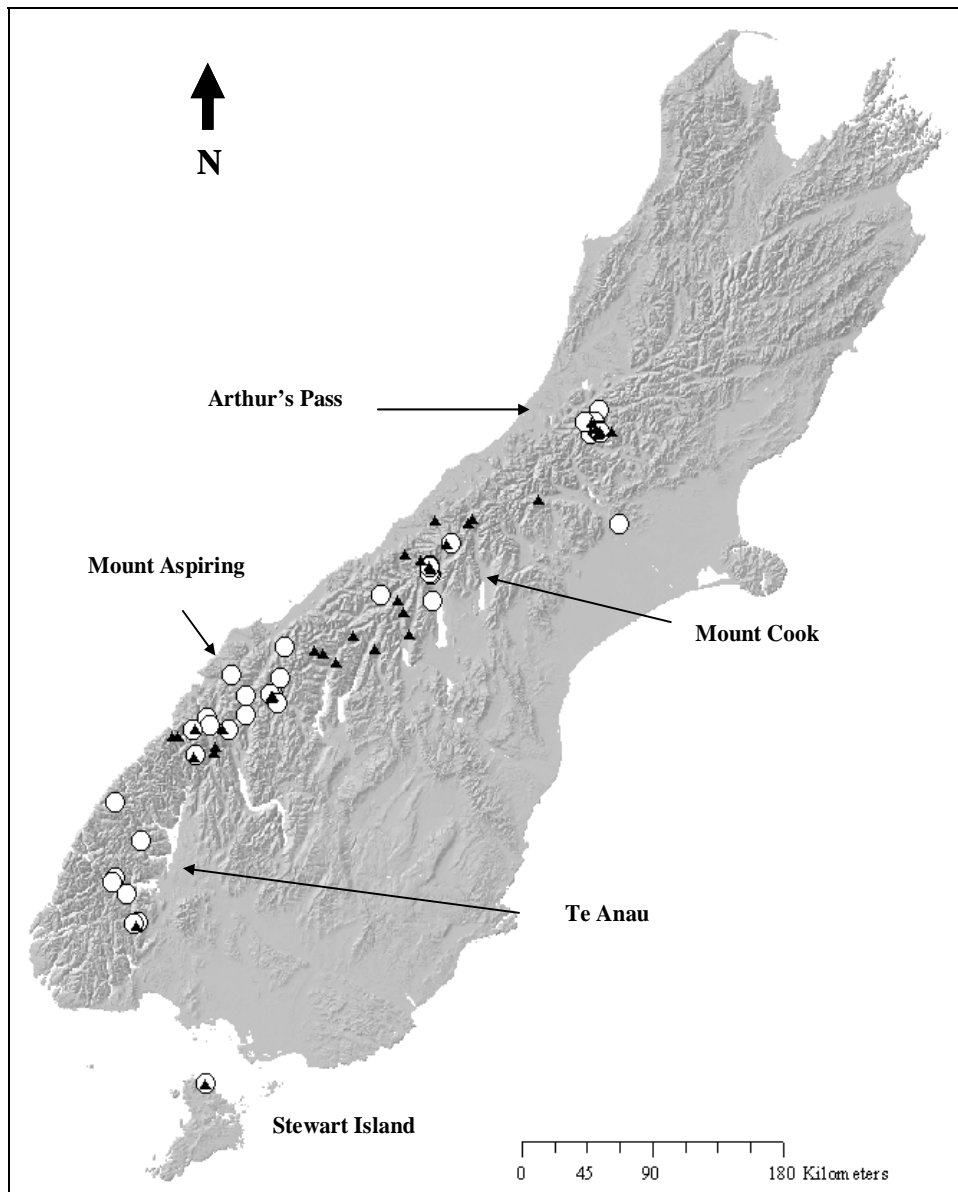 N
Arthur's Pass
Mount Aspiring
Mount Cook
Te Anau
Stewart Island
0 45 90 180 Kilometers